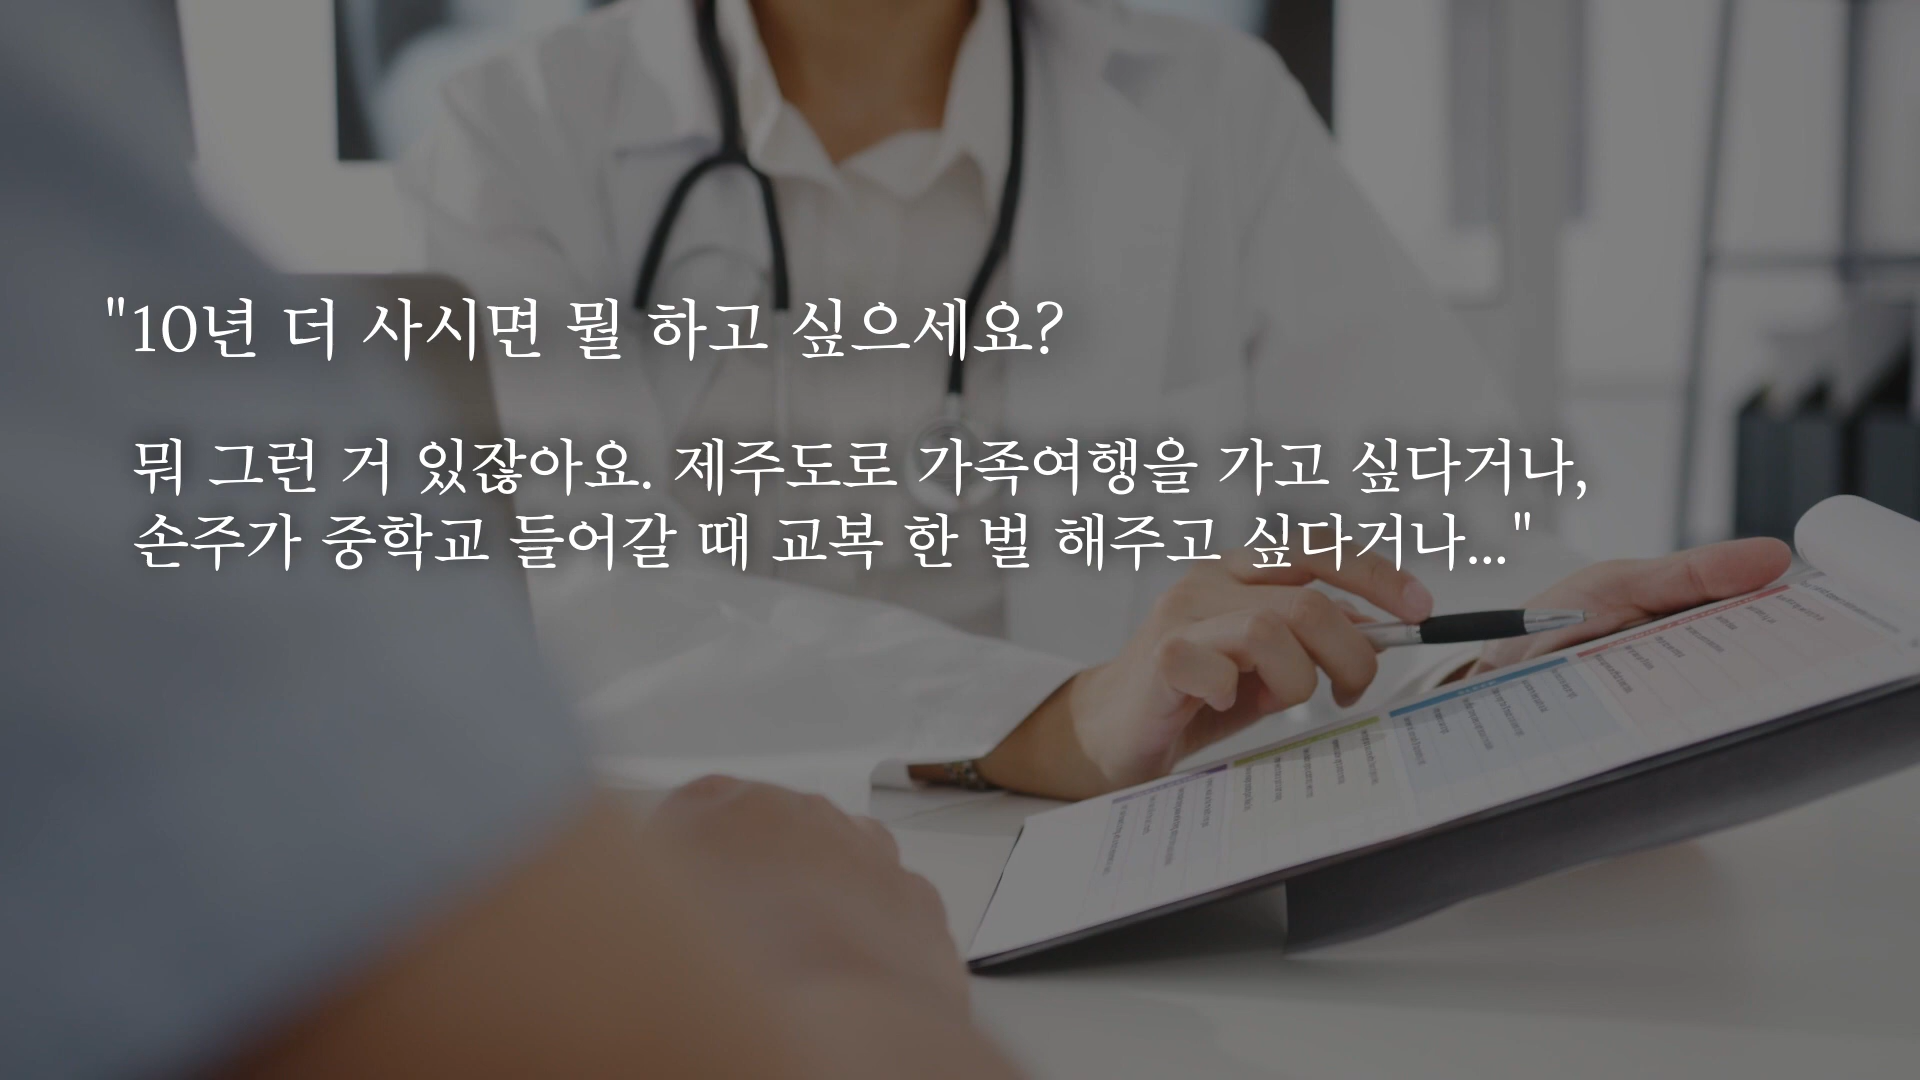 "10년 더 사시면 뭘 하고 싶으세요?
뭐 그런 거 있잖아요. 제주도로 가족여행을 가고 싶다거나,
손주가 중학교 들어갈 때 교복 한 벌 해주고 싶다거나..."